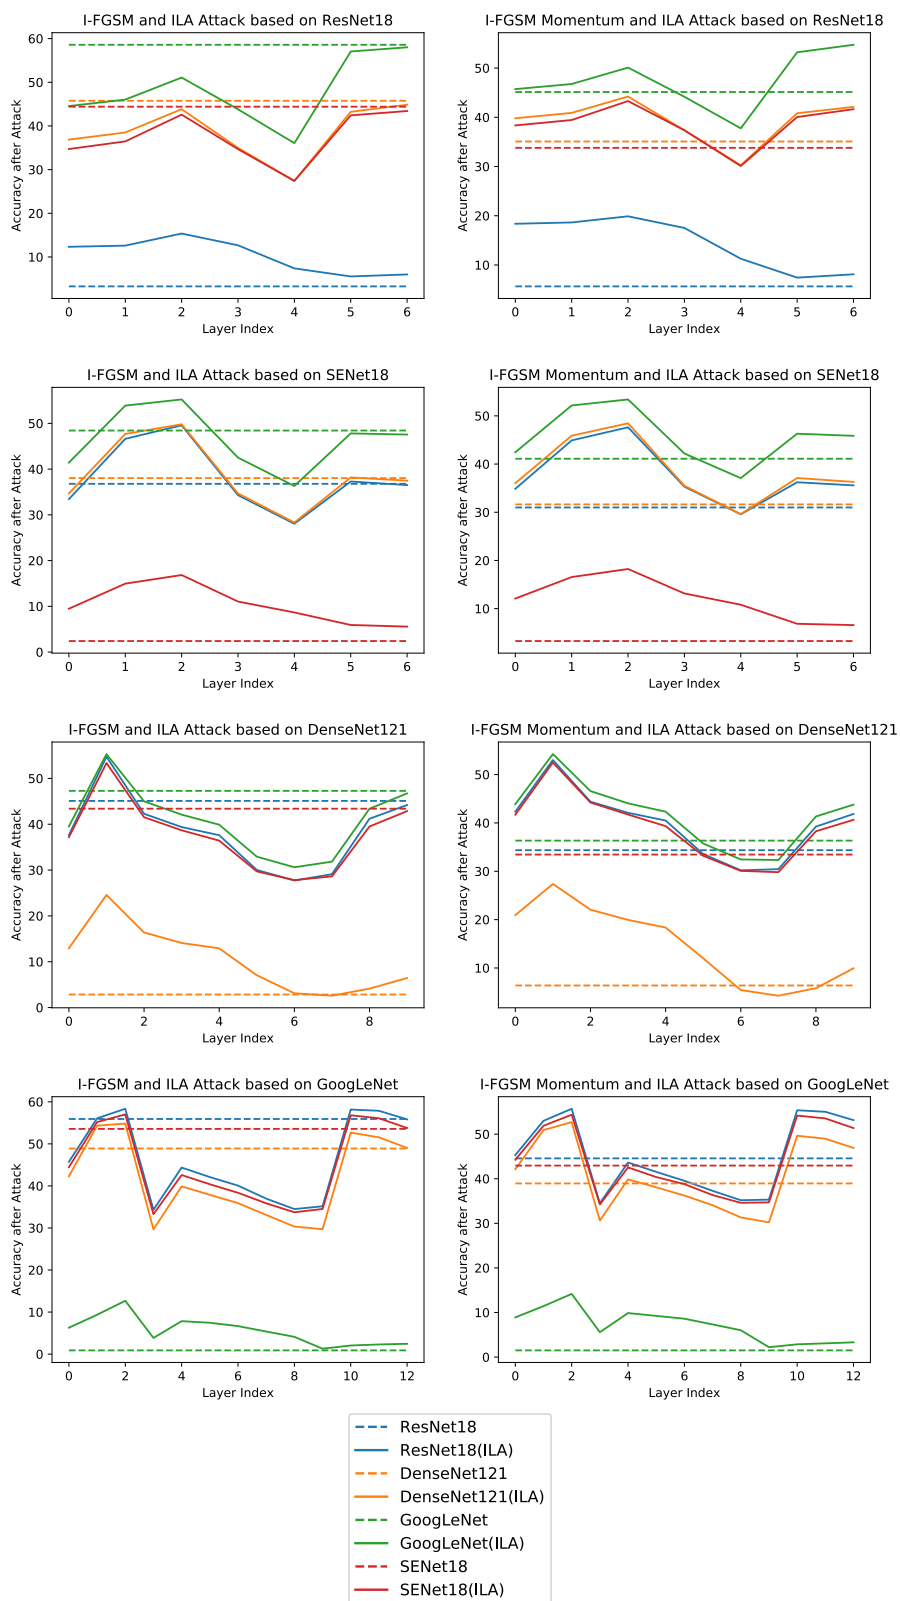 I-FGSM and ILA Attack based on ResNet18
60
50
40
30
20
10
Accuracy after Attack
0 1 2 3 4 5 6
Layer Index
I-FGSM Momentum and ILA Attack based on ResNet18
50
40
30
20
10
Accuracy after Attack
0 1 2 3 4 5 6
Layer Index
I-FGSM and ILA Attack based on SENet18
50
40
30
20
10
0
Accuracy after Attack
0 1 2 3 4 5 6
Layer Index
I-FGSM Momentum and ILA Attack based on SENet18
50
40
30
20
10
Accuracy after Attack
0 1 2 3 4 5 6
Layer Index
I-FGSM and ILA Attack based on DenseNet121
50
40
30
20
10
0
Accuracy after Attack
0 2 4 6 8
Layer Index
I-FGSM Momentum and ILA Attack based on DenseNet121
50
40
30
20
10
Accuracy after Attack
0 2 4 6 8
Layer Index
I-FGSM and ILA Attack based on GoogLeNet
60
50
40
30
20
10
0
Accuracy after Attack
0 2 4 6 8 10 12
Layer Index
I-FGSM Momentum and ILA Attack based on GoogLeNet
50
40
30
20
10
0
Accuracy after Attack
0 2 4 6 8 10 12
Layer Index
ResNet18
ResNet18(ILA)
DenseNet121
DenseNet121(ILA)
GoogLeNet
GoogLeNet(ILA)
SENet18
SENet18(ILA)